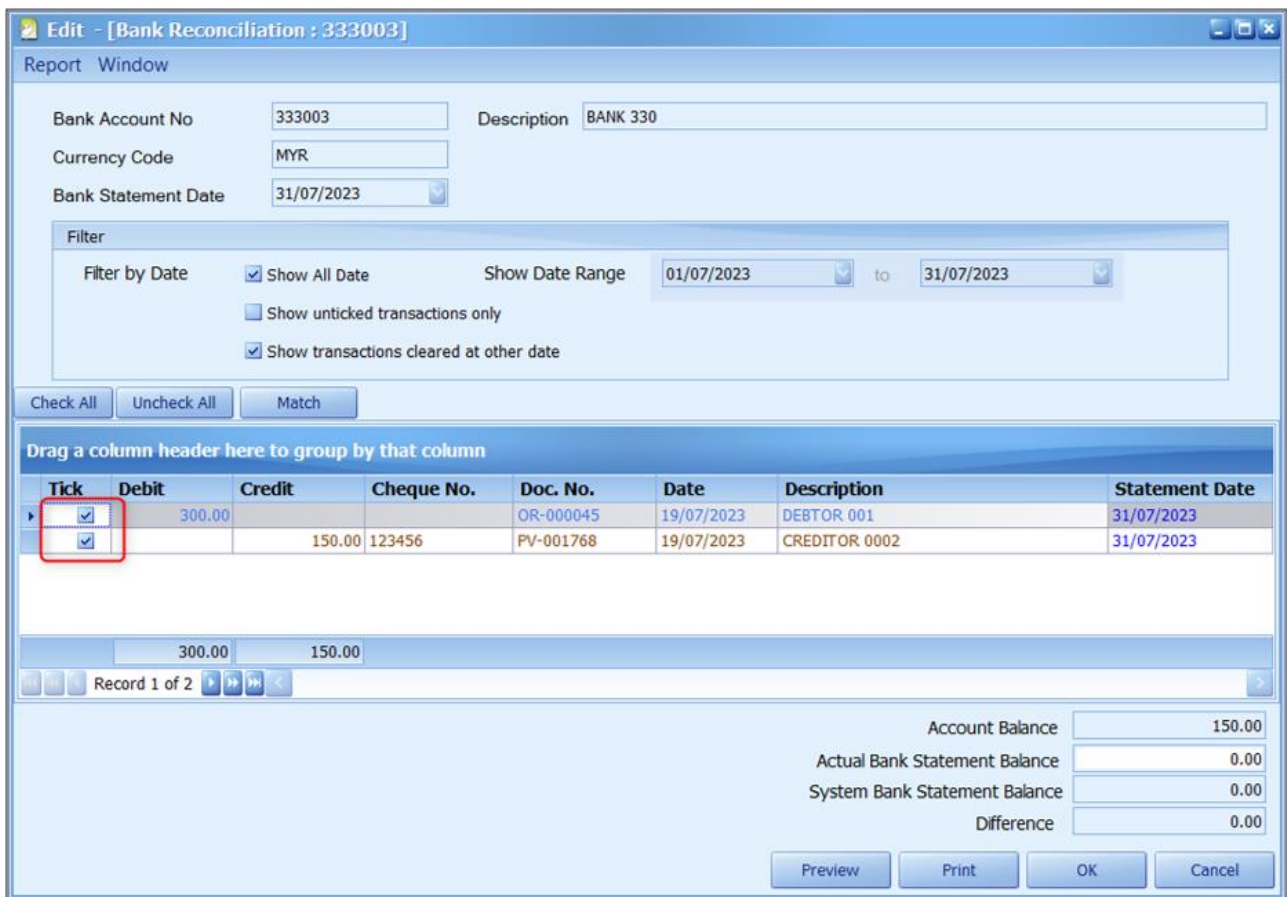 Edit - [Bank Reconciliation : 333003]
Report Window
Bank Account No 333003 Description BANK 330
Currency Code MYR
Bank Statement Date 31/07/2023
Filter
Filter by Date Show All Date Show Date Range 01/07/2023 to 31/07/2023
Show unticked transactions only
Show transactions cleared at other date
Check All Uncheck All Match
Drag a column header here to group by that column
Tick Debit Credit Cheque No. Doc. No. Date Description Statement Date
300.00 OR-000045 19/07/2023 DEBTOR 001 31/07/2023
150.00 123456 PV-001768 19/07/2023 CREDITOR 0002 31/07/2023
300.00 150.00
Record 1 of 2
Account Balance 150.00
Actual Bank Statement Balance 0.00
System Bank Statement Balance 0.00
Difference 0.00
Preview Print OK Cancel